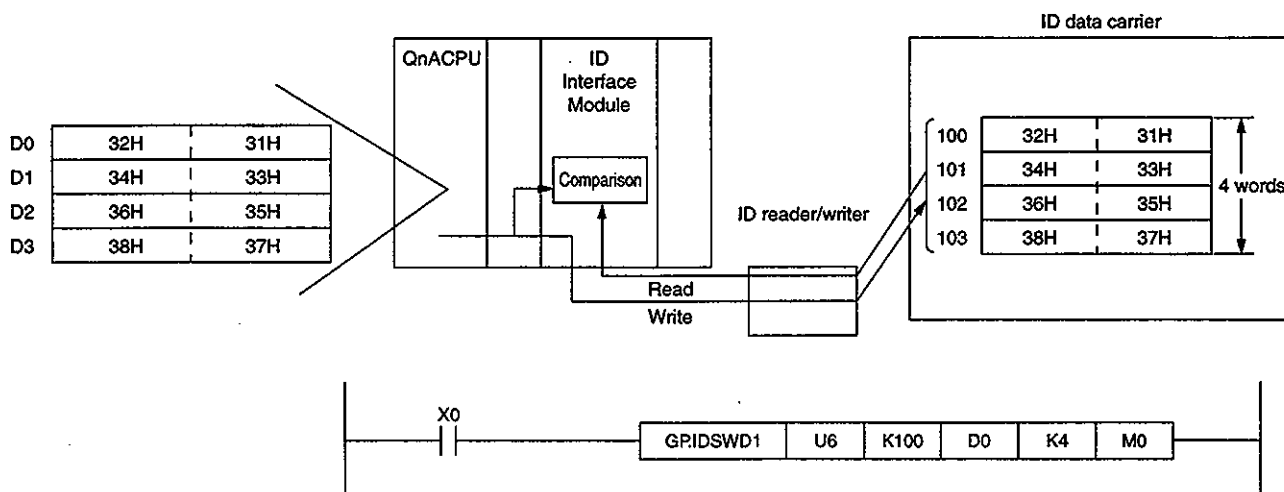 ID data carrier
QnACPU
ID
Interface
Module
Comparison
D0 32H 31H
D1 34H 33H
D2 36H 35H
D3 38H 37H
ID reader/writer
Read
Write
100 32H 31H
101 34H 33H
102 36H 35H
103 38H 37H
4 words
X0
GP.IDSWD1 U6 K100 D0 K4 M0